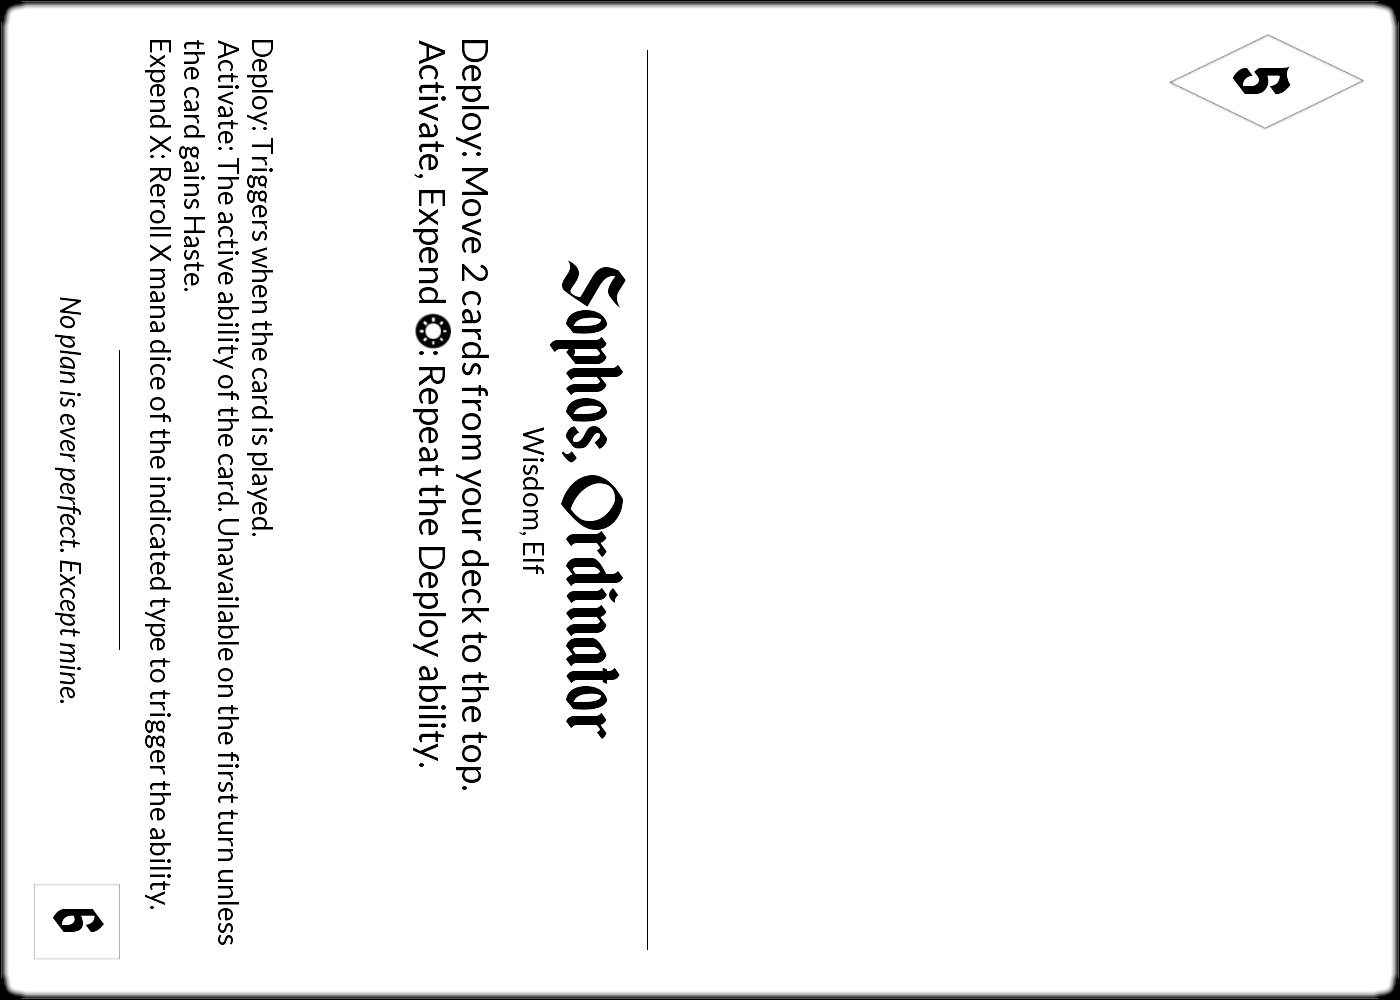 5
Sophos, Ordinator
Wisdom, Elf
Deploy: Move 2 cards from your deck to the top.
Activate, Expend : Repeat the Deploy ability.
Deploy: Triggers when the card is played.
Activate: The active ability of the card. Unavailable on the first turn unless
the card gains Haste.
Expend X: Reroll X mana dice of the indicated type to trigger the ability.
No plan is ever perfect. Except mine.
6